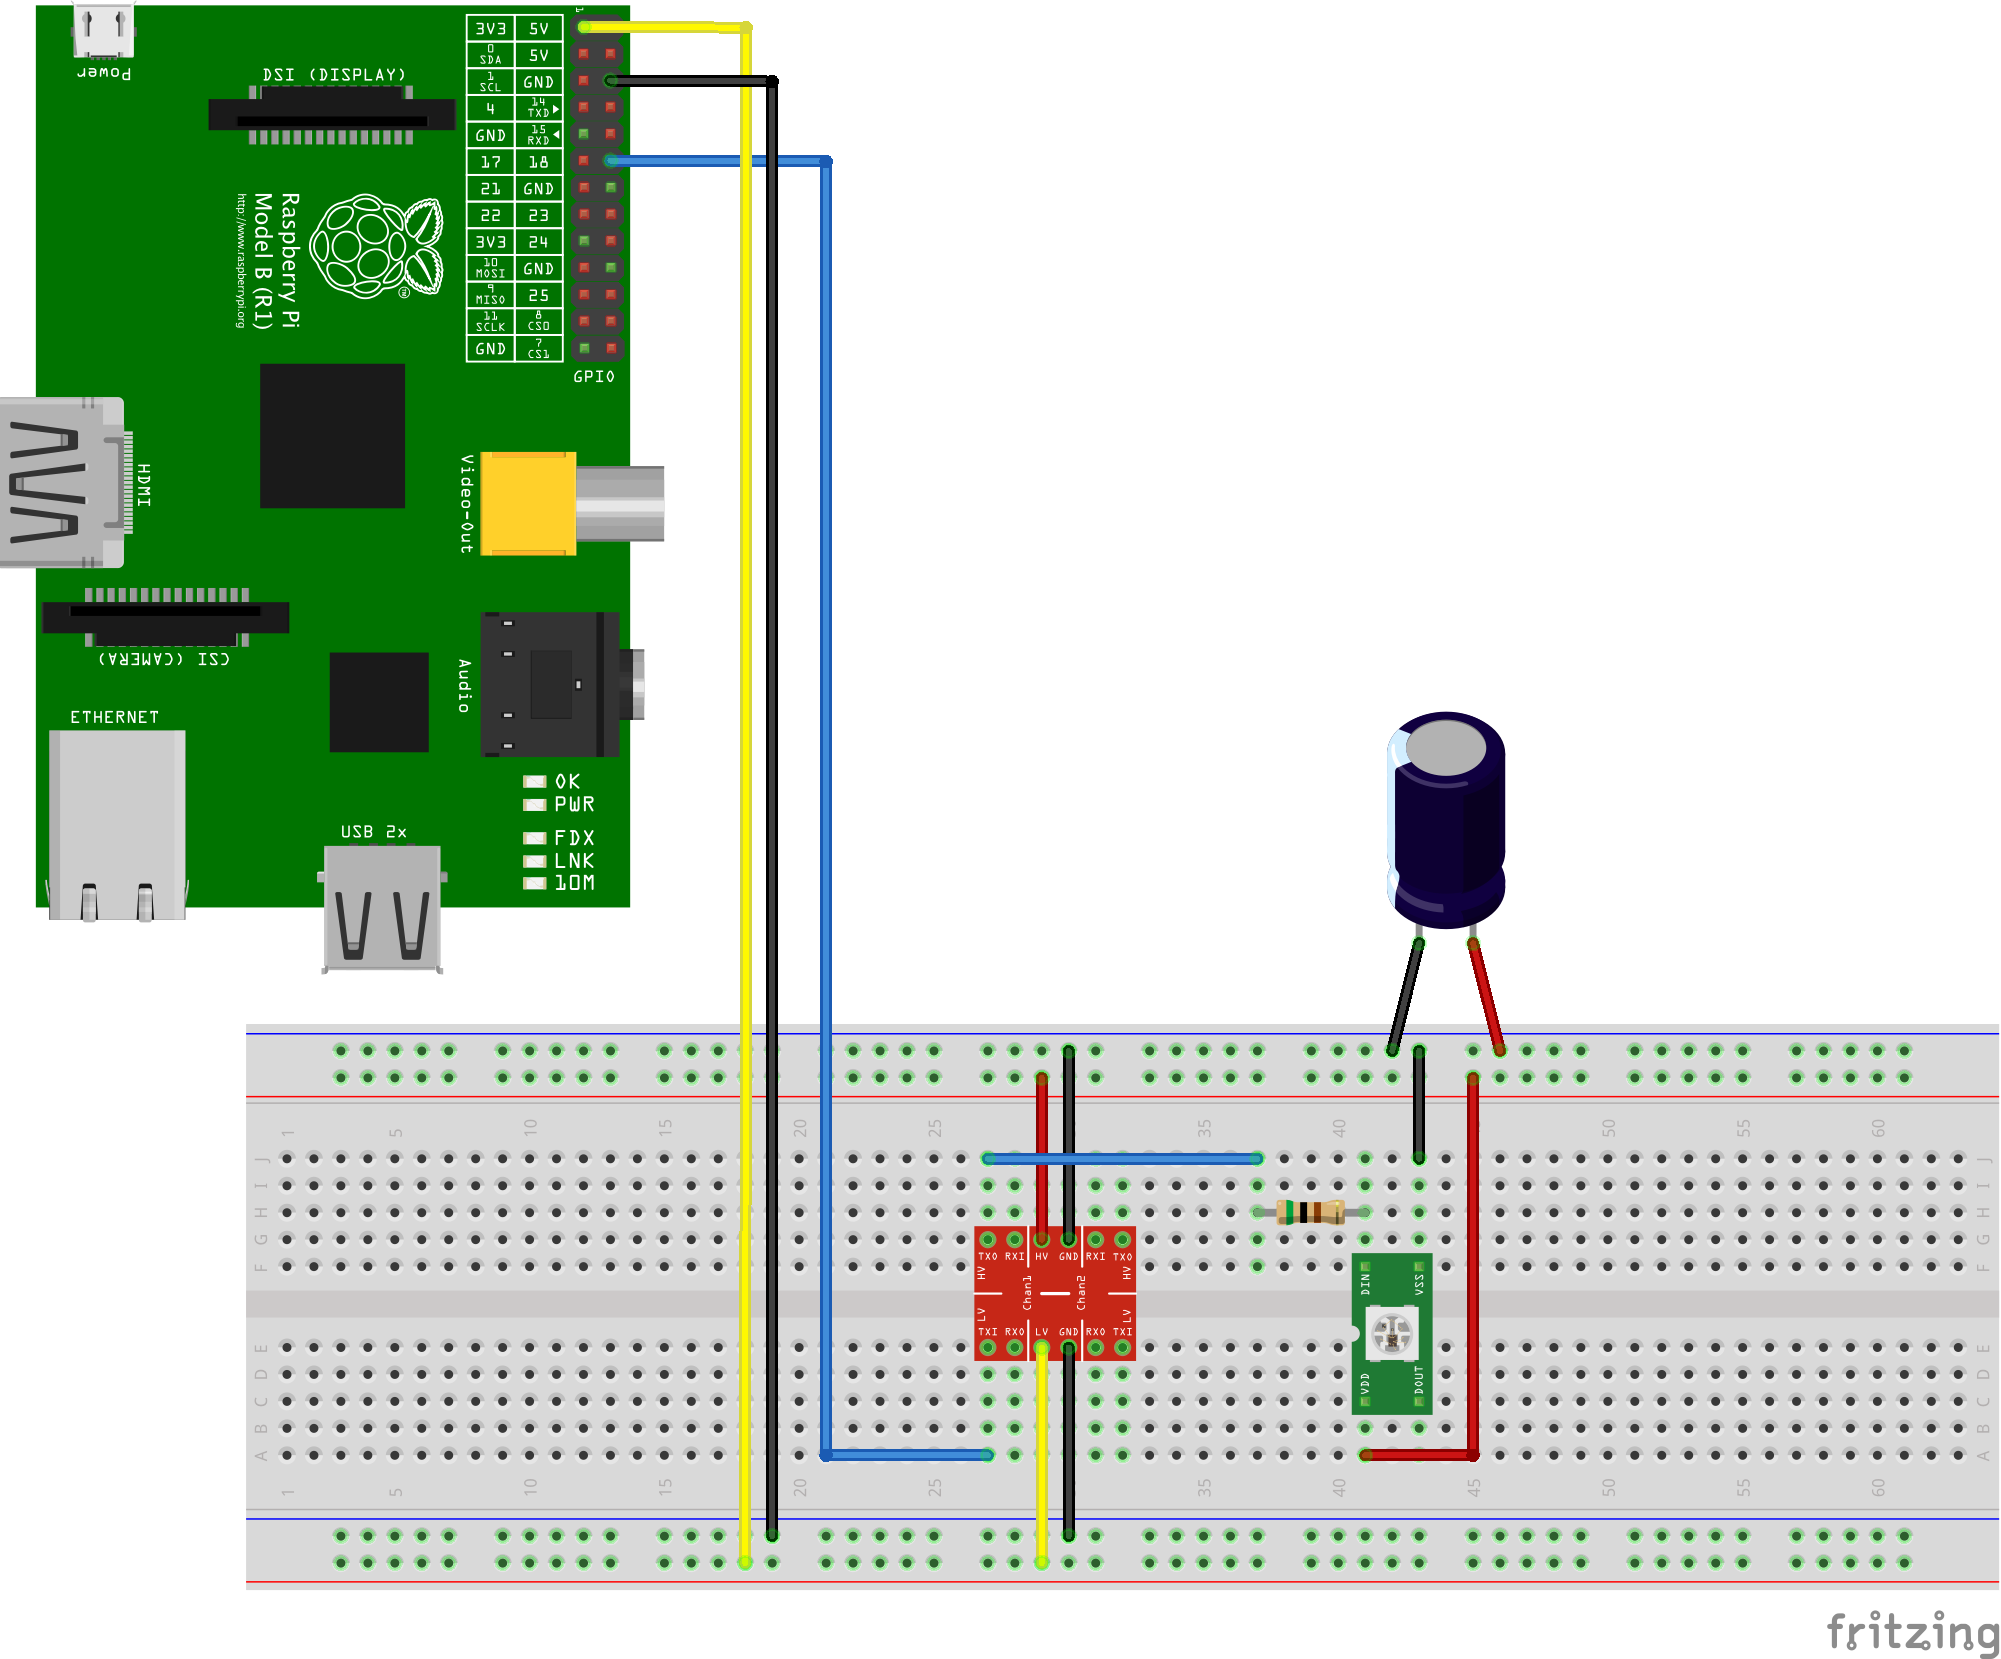 1
3V3 5V
0 SDA 5V
1 SCL GND
4 14 TXD
GND 15 RXD
17 18
21 GND
22 23
3V3 24
10 MOSI GND
9 MISO 25
11 SCLK 8 CS0
GND 7 CS1
GPIO
Power
DSI (DISPLAY)
Raspberry Pi
Model B (R1)
http://www.raspberrypi.org
HDMI
Video-Out
CSI (CAMERA)
Audio
ETHERNET
USB 2x
OK
PWR
FDX
LNK
10M
1 5 10 15 20 25 35 40 50 55 60
J J
I I
H H
G G
F F
TXO RXI HV GND RXI TXO
HV Chan1 Chan2 HV
LV LV
TXI RXO LV GND RXO TXI
DIN VSS
VDD DOUT
E E
D D
C C
B B
A A
1 5 10 15 20 25 35 40 45 50 55 60
fritzing